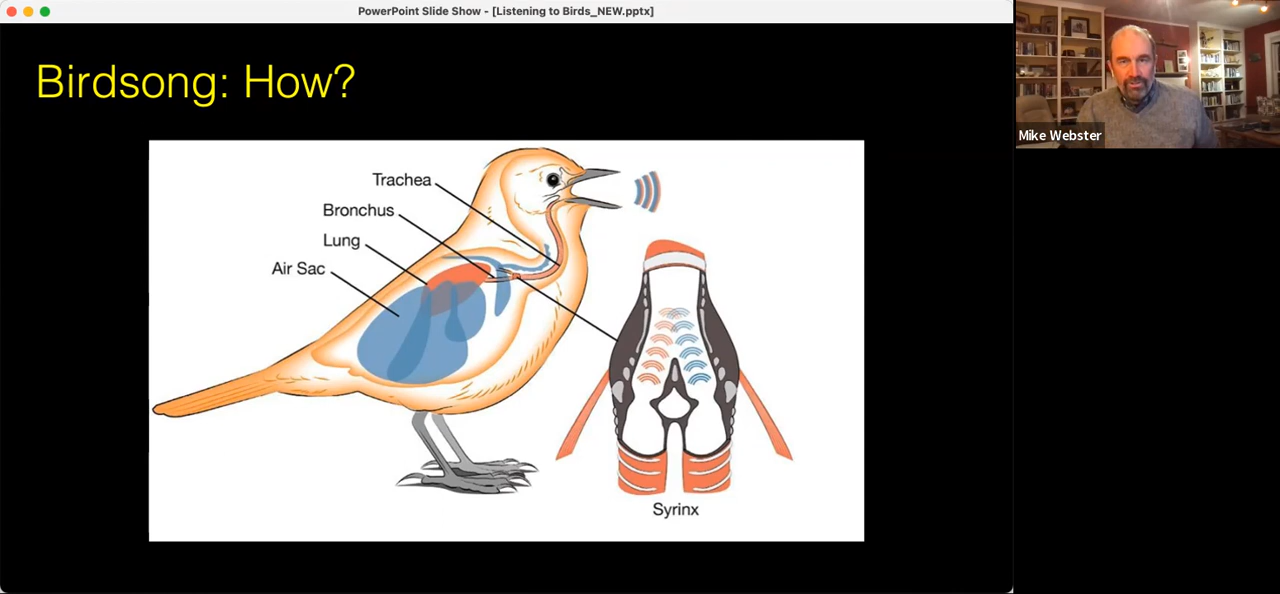 PowerPoint Slide Show - [Listening to Birds_NEW.pptx]
Birdsong: How?
Trachea
Bronchus
Lung
Air Sac
Syrinx
Mike Webster